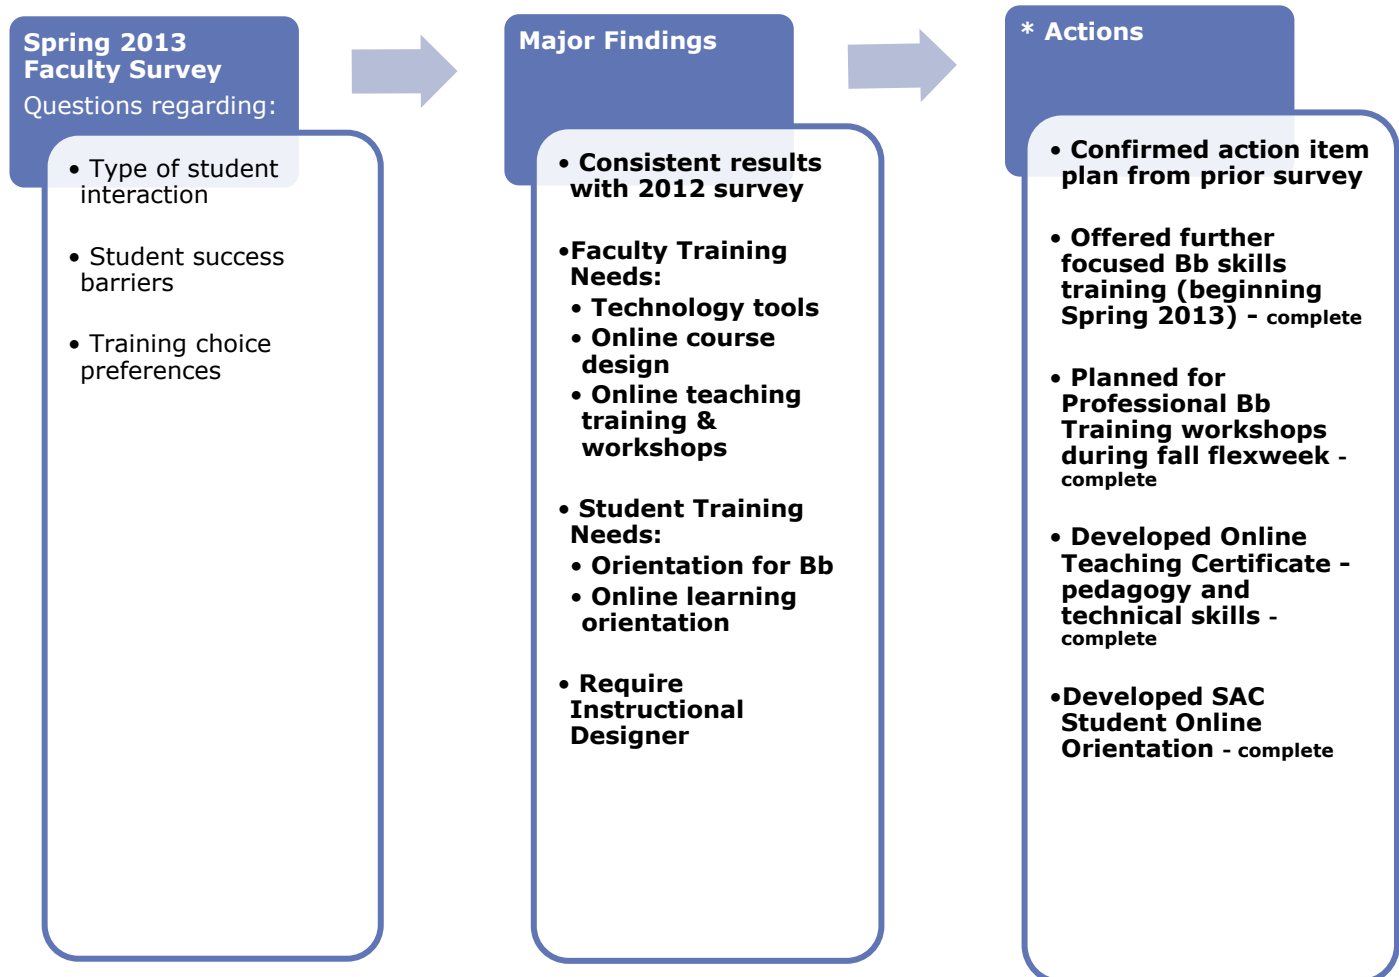 Spring 2013
Faculty Survey
Questions regarding:
• Type of student
interaction
• Student success
barriers
• Training choice
preferences
Major Findings
• Consistent results
with 2012 survey
•Faculty Training
Needs:
• Technology tools
• Online course
design
• Online teaching
training &
workshops
• Student Training
Needs:
• Orientation for Bb
• Online learning
orientation
• Require
Instructional
Designer
* Actions
• Confirmed action item
plan from prior survey
• Offered further
focused Bb skills
training (beginning
Spring 2013) - complete
• Planned for
Professional Bb
Training workshops
during fall flexweek -
complete
• Developed Online
Teaching Certificate -
pedagogy and
technical skills -
complete
•Developed SAC
Student Online
Orientation - complete